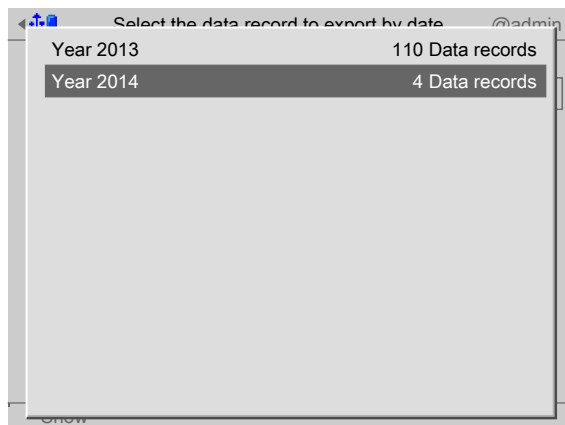 Select the data record to export by date @admin
Year 2013 110 Data records
Year 2014 4 Data records
Show